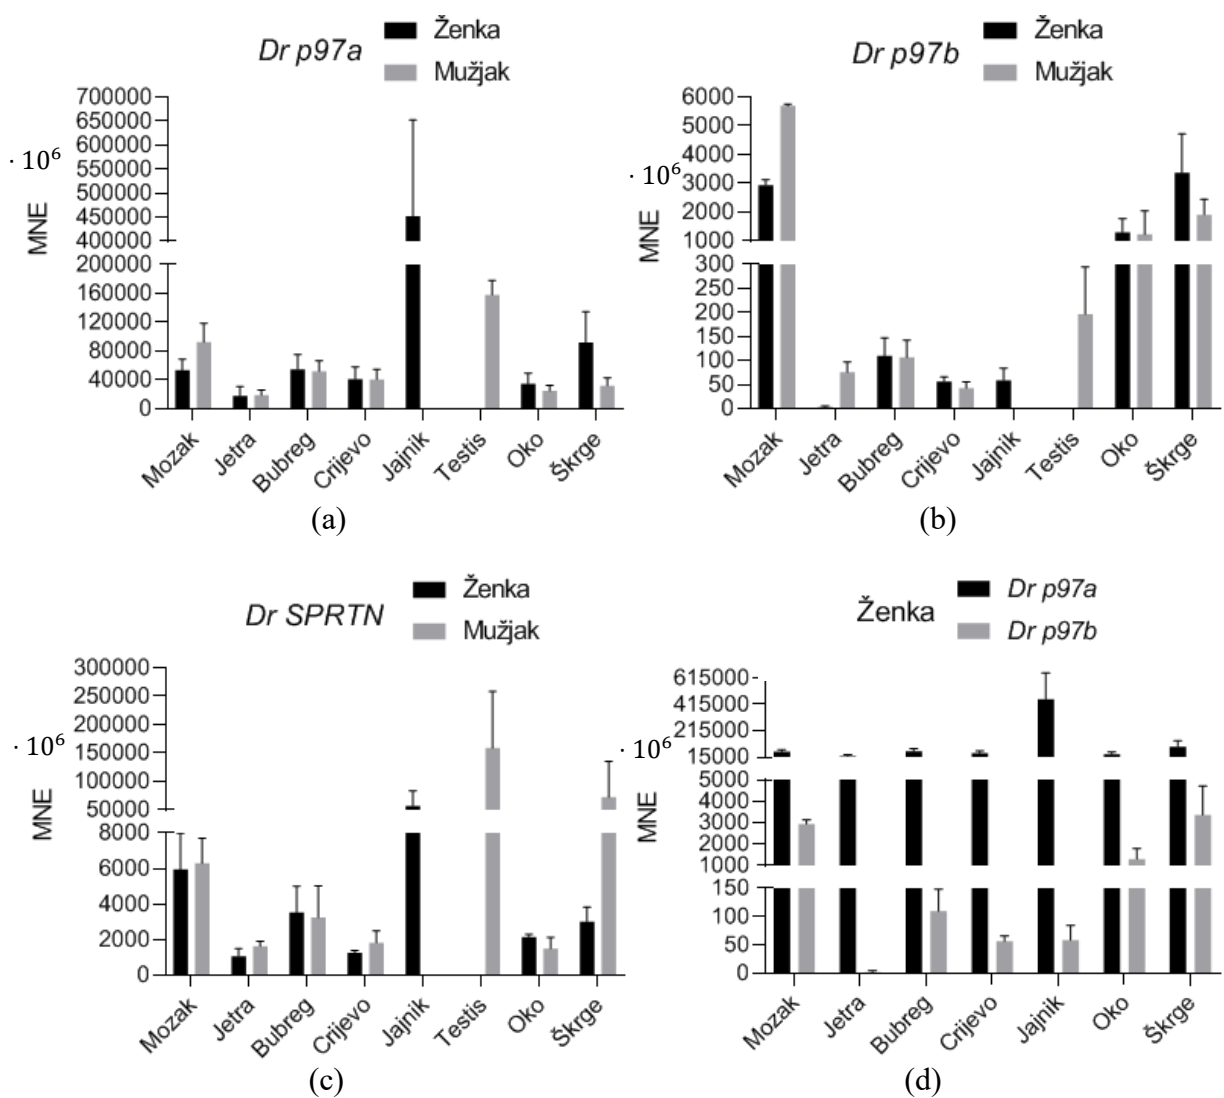 Dr p97a
Ženka
Mužjak
700000
650000
600000
550000
500000
450000
400000
200000
160000
120000
80000
40000
0
· 10⁶
MNE
Mozak
Jetra
Bubreg
Crijevo
Jajnik
Testis
Oko
Škrge
(a)
Dr p97b
Ženka
Mužjak
6000
5000
4000
3000
2000
1000
300
250
200
150
100
50
0
· 10⁶
MNE
Mozak
Jetra
Bubreg
Crijevo
Jajnik
Testis
Oko
Škrge
(b)
Dr SPRTN
Ženka
Mužjak
300000
250000
200000
150000
100000
50000
8000
6000
4000
2000
0
· 10⁶
MNE
Mozak
Jetra
Bubreg
Crijevo
Jajnik
Testis
Oko
Škrge
(c)
Ženka
Dr p97a
Dr p97b
615000
415000
215000
15000
5000
4000
3000
2000
1000
150
100
50
0
· 10⁶
MNE
Mozak
Jetra
Bubreg
Crijevo
Jajnik
Oko
Škrge
(d)